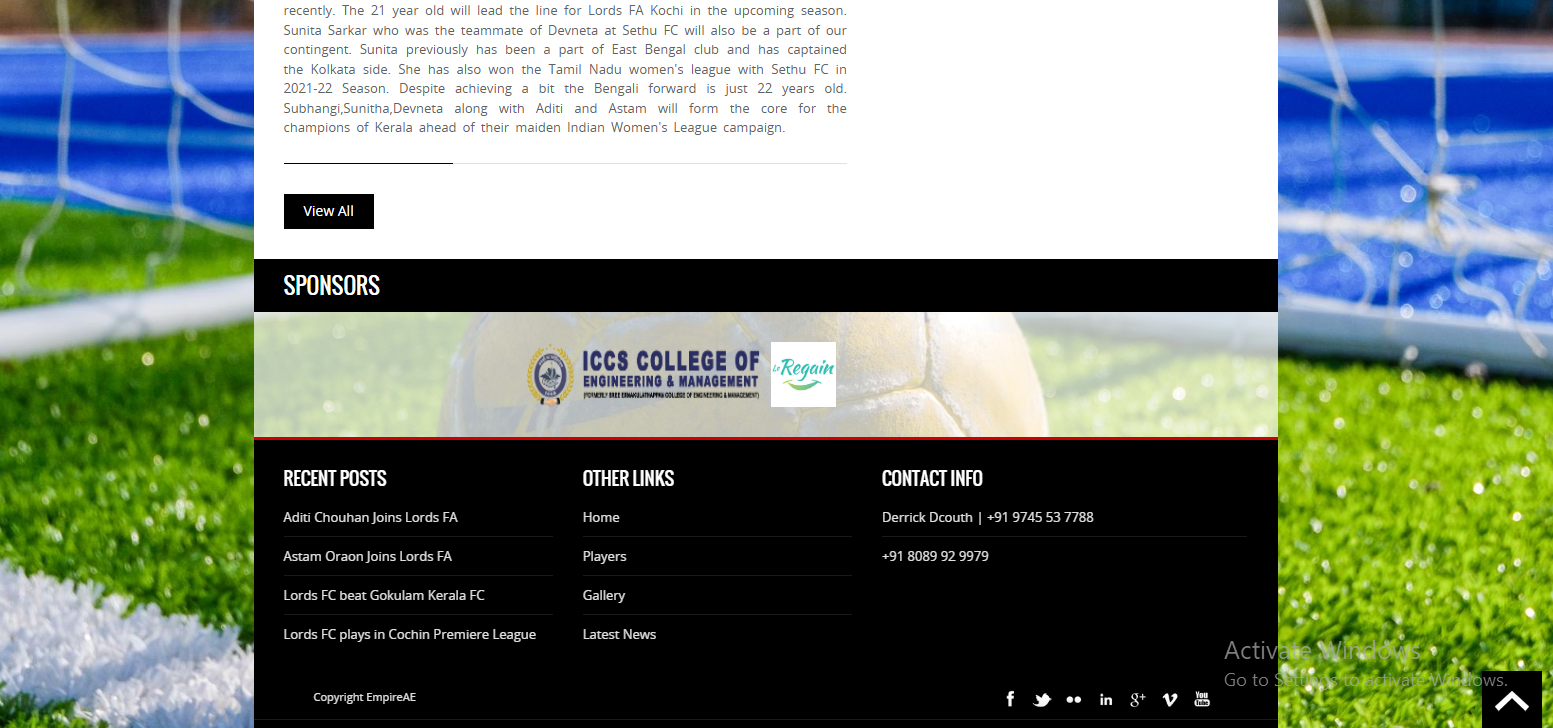 recently. The 21 year old will lead the line for Lords FA Kochi in the upcoming season.
Sunita Sarkar who was the teammate of Devneta at Sethu FC will also be a part of our
contingent. Sunita previously has been a part of East Bengal club and has captained
the Kolkata side. She has also won the Tamil Nadu women's league with Sethu FC in
2021-22 Season. Despite achieving a bit the Bengali forward is just 22 years old.
Subhangi,Sunitha,Devneta along with Aditi and Astam will form the core for the
champions of Kerala ahead of their maiden Indian Women's League campaign.
View All
SPONSORS
ICCS COLLEGE OF
ENGINEERING & MANAGEMENT
(FORMERLY SREE ERNAKULATHAPPAN COLLEGE OF ENGINEERING & MANAGEMENT)
Le Regain
RECENT POSTS
Aditi Chouhan Joins Lords FA
Astam Oraon Joins Lords FA
Lords FC beat Gokulam Kerala FC
Lords FC plays in Cochin Premiere League
OTHER LINKS
Home
Players
Gallery
Latest News
CONTACT INFO
Derrick Dcouth | +91 9745 53 7788
+91 8089 92 9979
Activate Windows
Go to Settings to activate Windows.
Copyright EmpireAE
f
in
g+
V
You
Tube